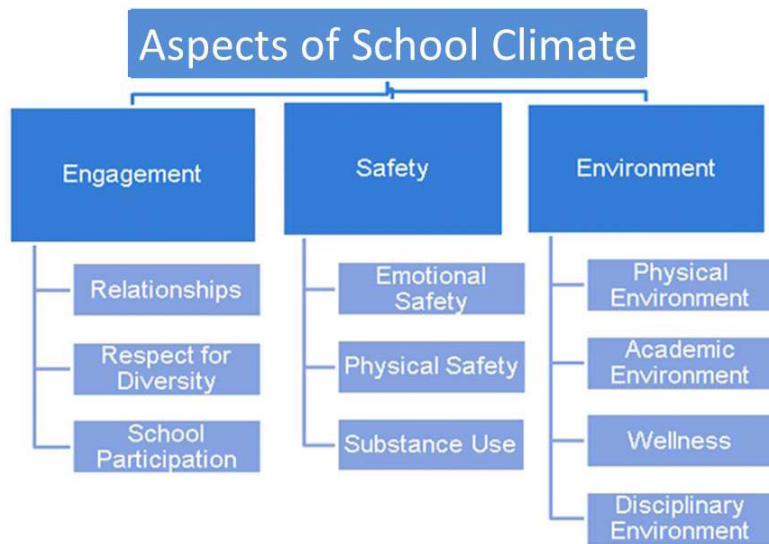 Aspects of School Climate
Engagement
Relationships
Respect for
Diversity
School
Participation
Safety
Emotional
Safety
Physical Safety
Substance Use
Environment
Physical
Environment
Academic
Environment
Wellness
Disciplinary
Environment